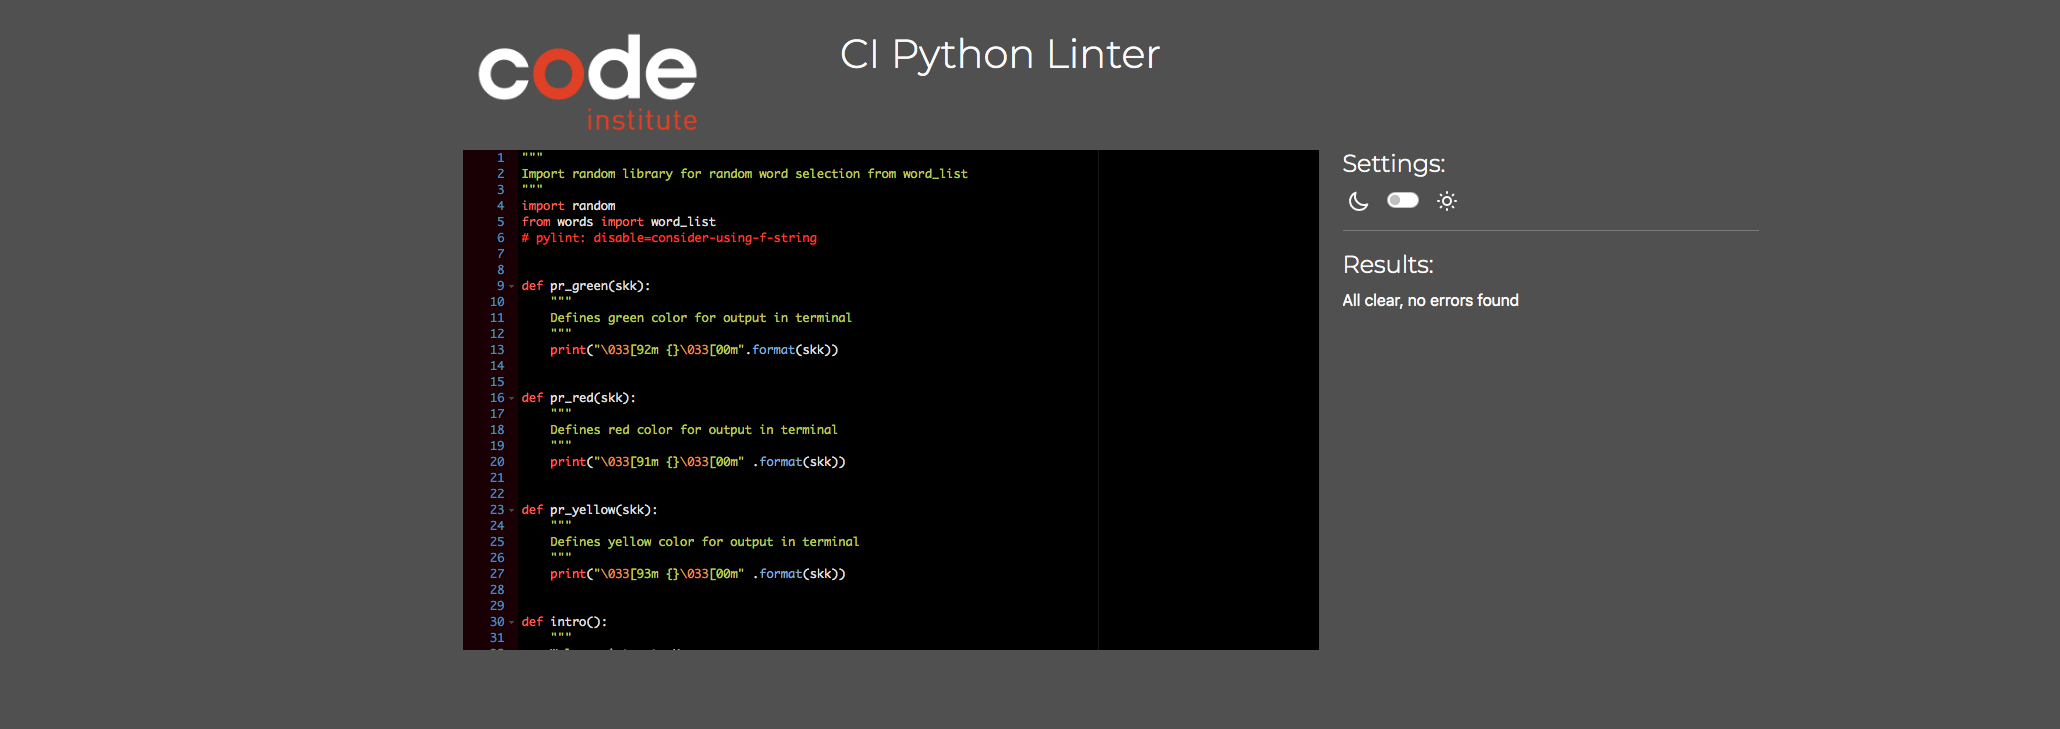 code
institute
CI Python Linter
1 """
2 Import random library for random word selection from word_list
3 """
4 import random
5 from words import word_list
6 # pylint: disable=consider-using-f-string
7
8
9 def pr_green(skk):
10     """
11     Defines green color for output in terminal
12     """
13     print("\033[92m {}\033[00m".format(skk))
14
15
16 def pr_red(skk):
17     """
18     Defines red color for output in terminal
19     """
20     print("\033[91m {}\033[00m" .format(skk))
21
22
23 def pr_yellow(skk):
24     """
25     Defines yellow color for output in terminal
26     """
27     print("\033[93m {}\033[00m" .format(skk))
28
29
30 def intro():
31     """
Settings:
Results:
All clear, no errors found